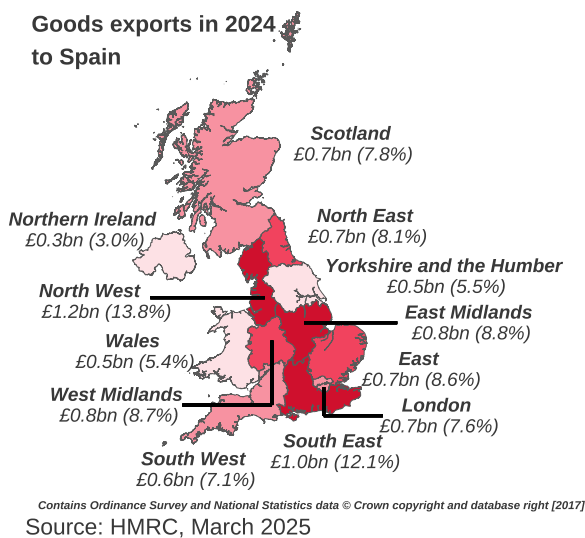 Goods exports in 2024
to Spain
Scotland
£0.7bn (7.8%)
Northern Ireland
£0.3bn (3.0%)
North East
£0.7bn (8.1%)
Yorkshire and the Humber
£0.5bn (5.5%)
North West
£1.2bn (13.8%)
East Midlands
£0.8bn (8.8%)
Wales
£0.5bn (5.4%)
East
£0.7bn (8.6%)
West Midlands
£0.8bn (8.7%)
London
£0.7bn (7.6%)
South East
£1.0bn (12.1%)
South West
£0.6bn (7.1%)
Contains Ordinance Survey and National Statistics data © Crown copyright and database right [2017]
Source: HMRC, March 2025